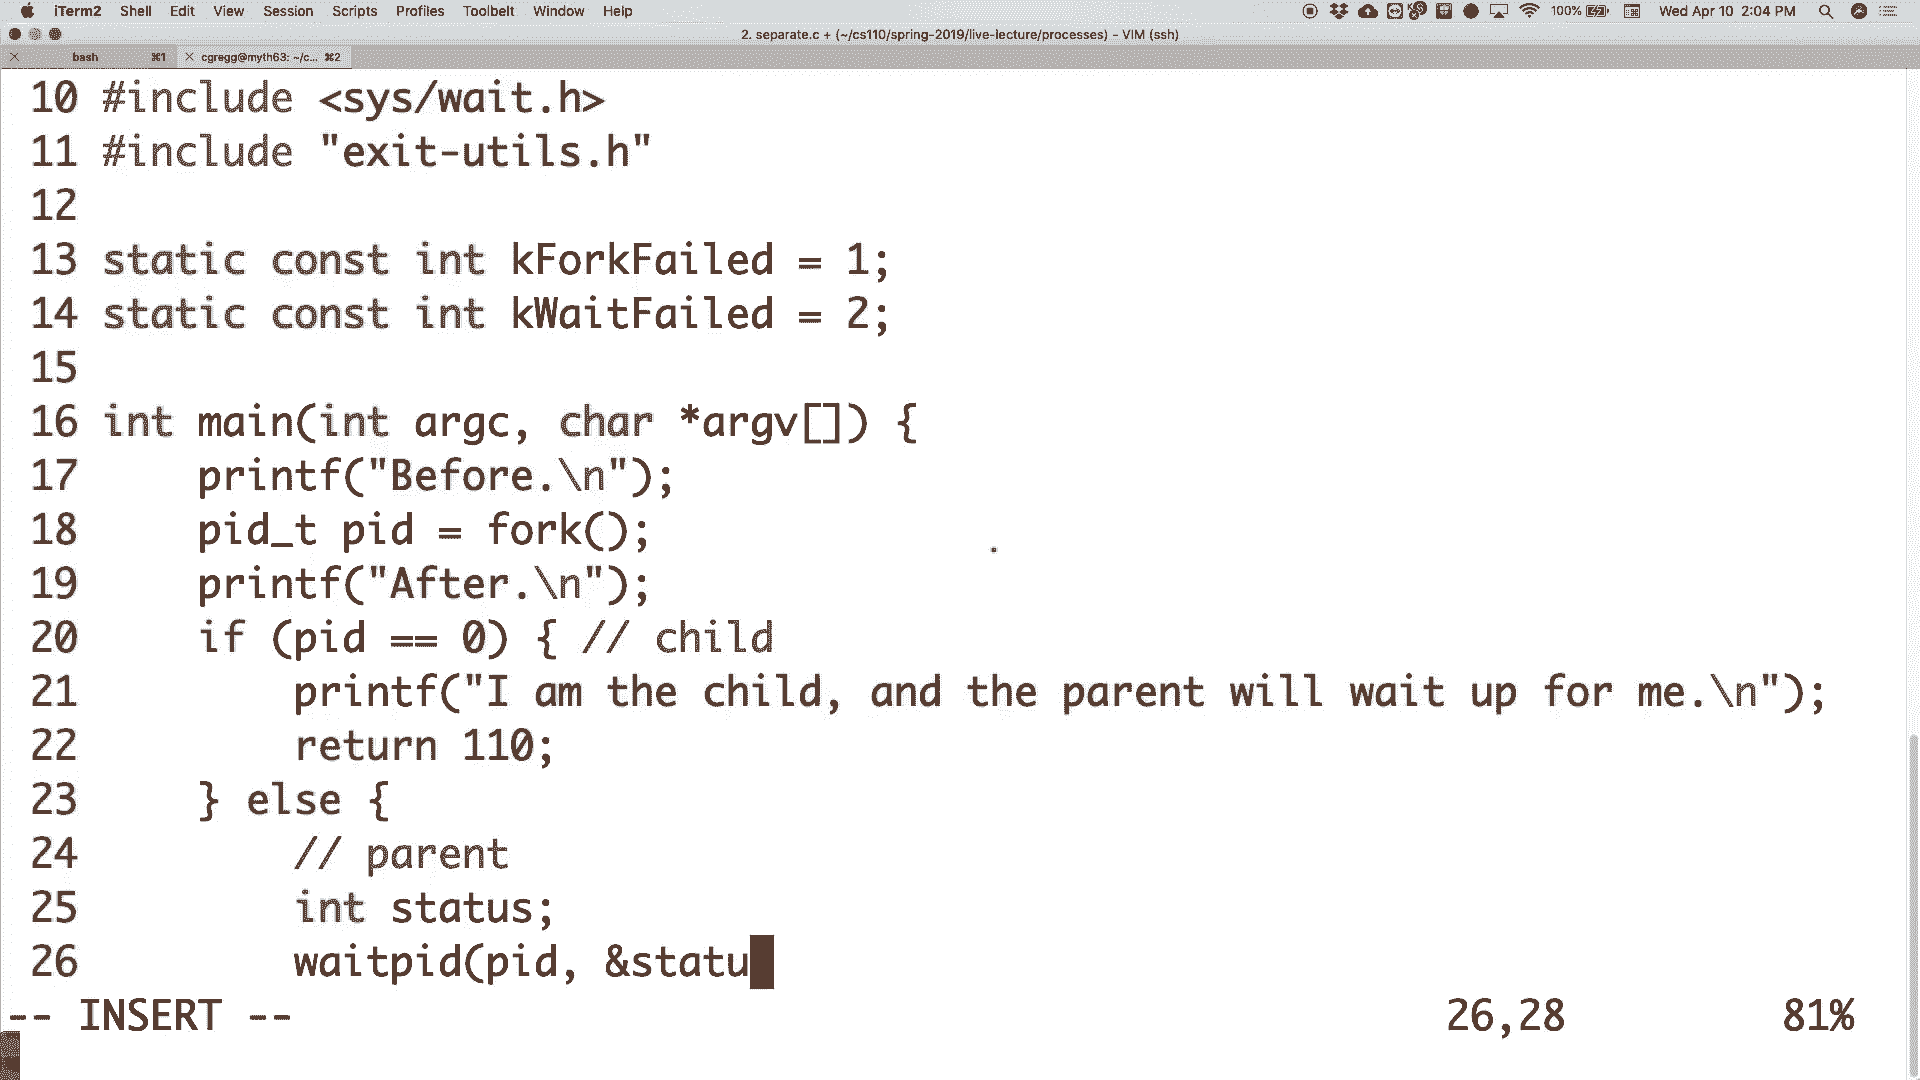 iTerm2 Shell Edit View Session Scripts Profiles Toolbelt Window Help 100% Wed Apr 10 2:04 PM
2. separate.c + (~/cs110/spring-2019/live-lecture/processes) - VIM (ssh)
bash ⌘1 cgregg@myth63: ~/c... ⌘2
10 #include <sys/wait.h>
11 #include "exit-utils.h"
12
13 static const int kForkFailed = 1;
14 static const int kWaitFailed = 2;
15
16 int main(int argc, char *argv[]) {
17     printf("Before.\n");
18     pid_t pid = fork();
19     printf("After.\n");
20     if (pid == 0) { // child
21         printf("I am the child, and the parent will wait up for me.\n");
22         return 110;
23     } else {
24         // parent
25         int status;
26         waitpid(pid, &statu
-- INSERT -- 26,28 81%